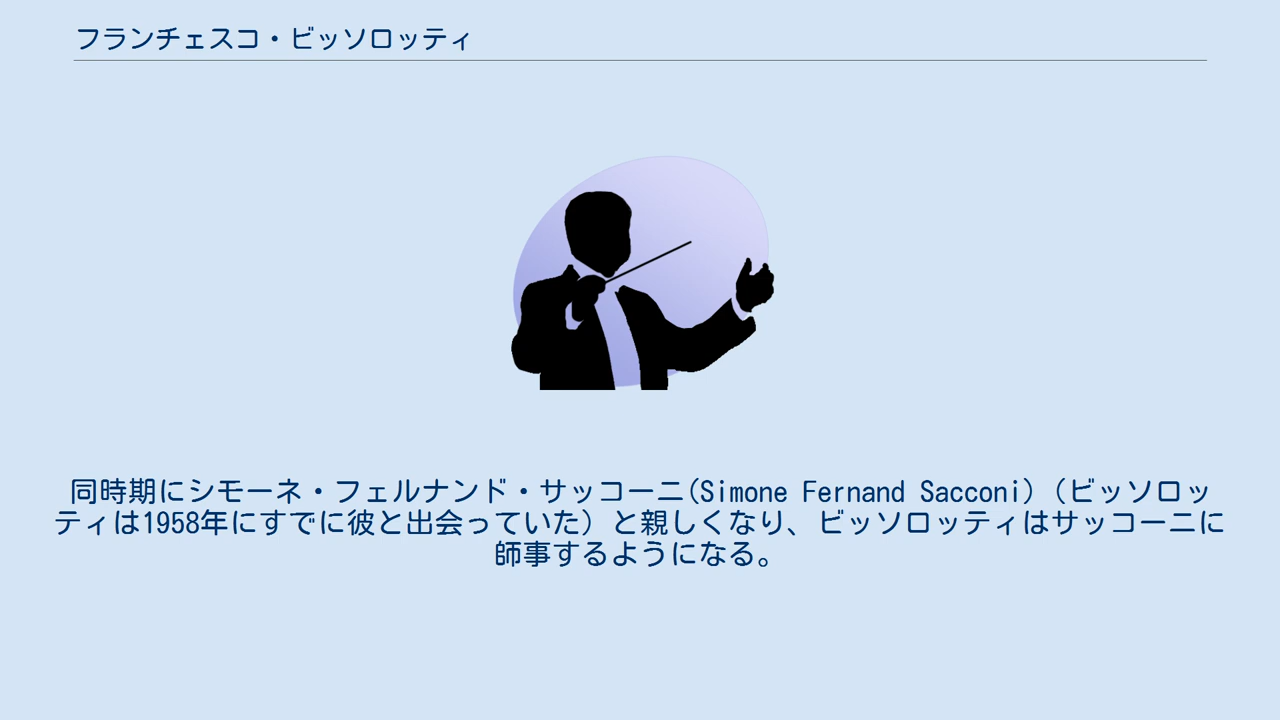 フランチェスコ・ビッソロッティ
同時期にシモーネ・フェルナンド・サッコーニ(Simone Fernand Sacconi) (ビッソロッ
ティは1958年にすでに彼と出会っていた) と親しくなり、ビッソロッティはサッコーニに
師事するようになる。